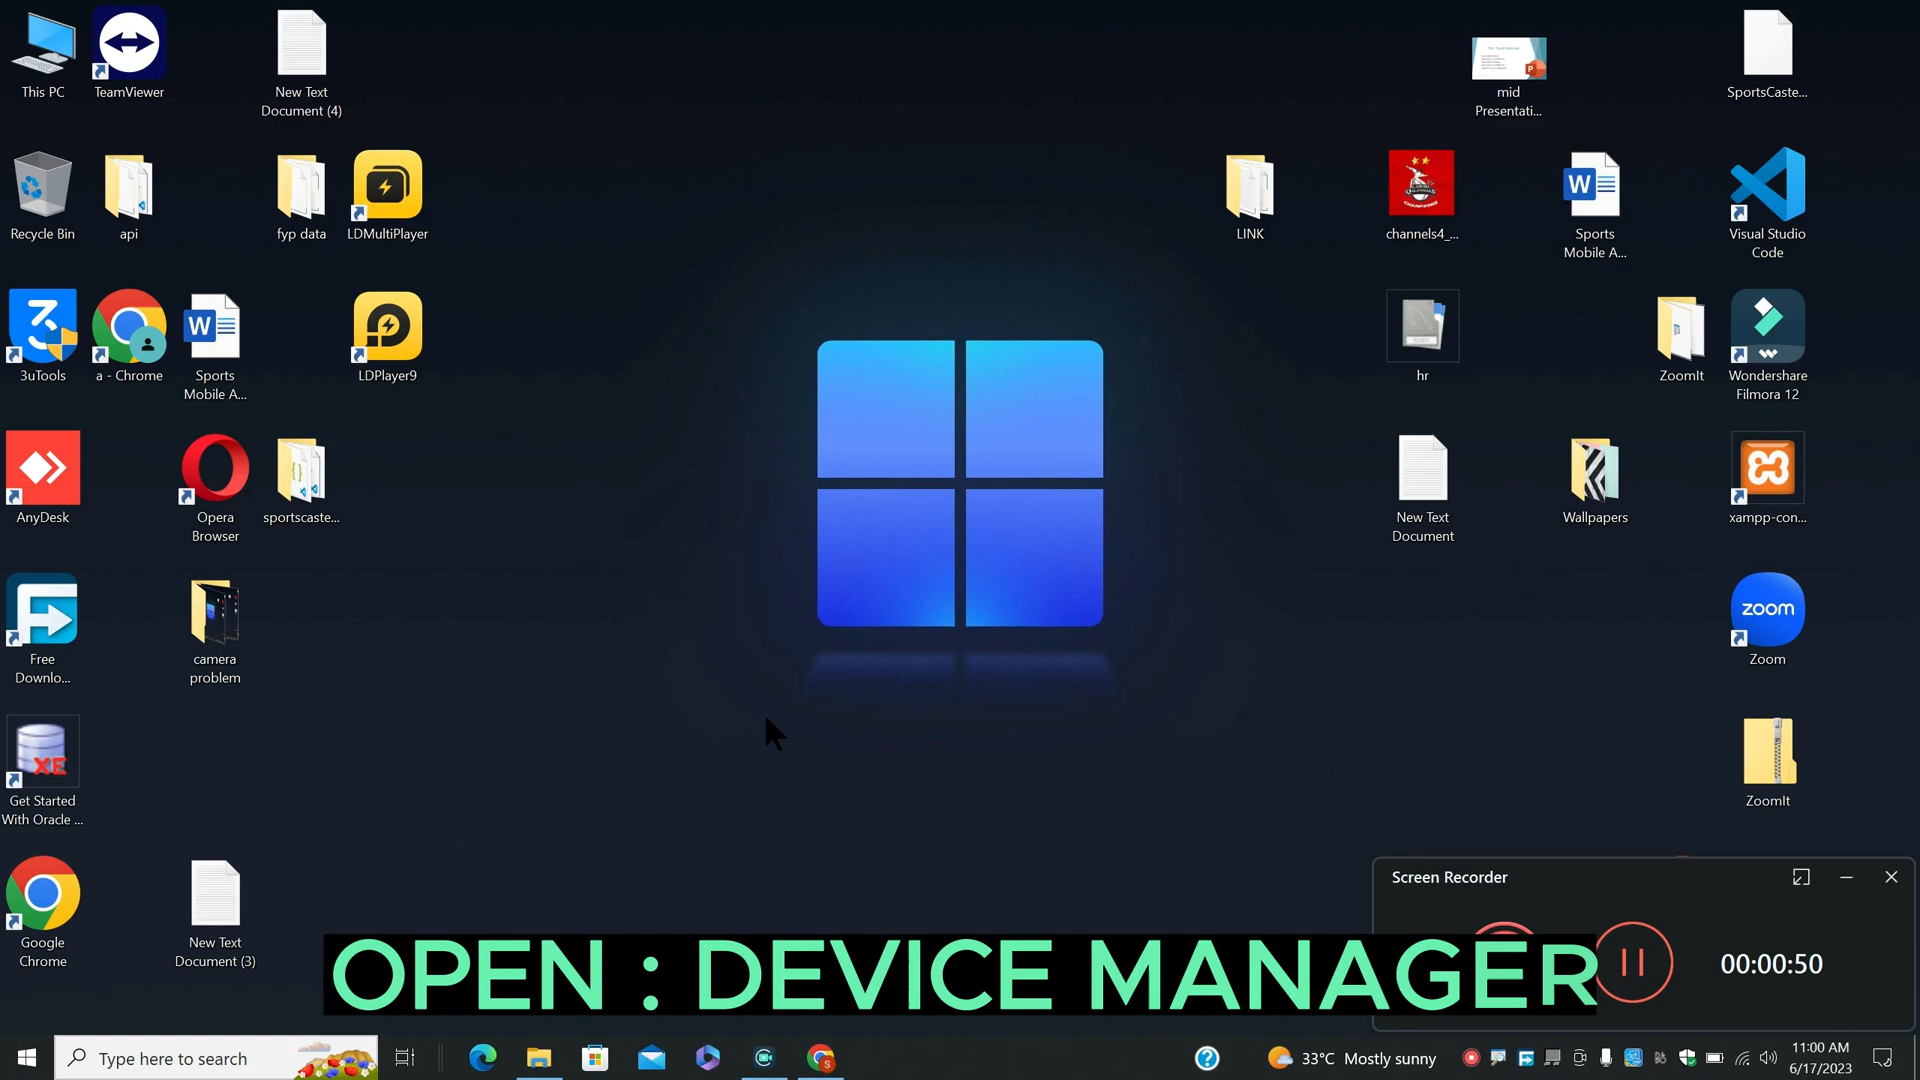 This PC
TeamViewer
New Text
Document (4)
mid
Presentati...
SportsCaste...
Recycle Bin
api
fyp data
LDMultiPlayer
LINK
channels4_...
Sports
Mobile A...
Visual Studio
Code
3uTools
a - Chrome
Sports
Mobile A...
LDPlayer9
hr
ZoomIt
Wondershare
Filmora 12
AnyDesk
Opera
Browser
sportscaste...
New Text
Document
Wallpapers
xampp-con...
Free
Downlo...
camera
problem
zoom
Zoom
XE
Get Started
With Oracle ...
ZoomIt
Google
Chrome
New Text
Document (3)
Screen Recorder
00:00:50
OPEN : DEVICE MANAGER
Type here to search
33°C Mostly sunny
11:00 AM
6/17/2023